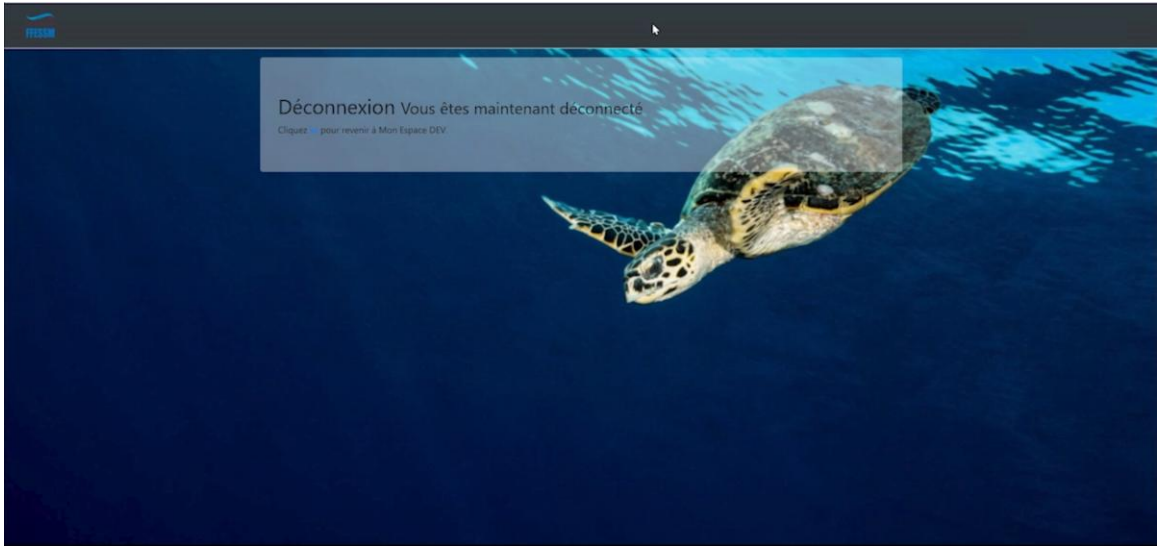 FFESSM
Déconnexion Vous êtes maintenant déconnecté
Cliquez ici pour revenir à Mon Espace DEV